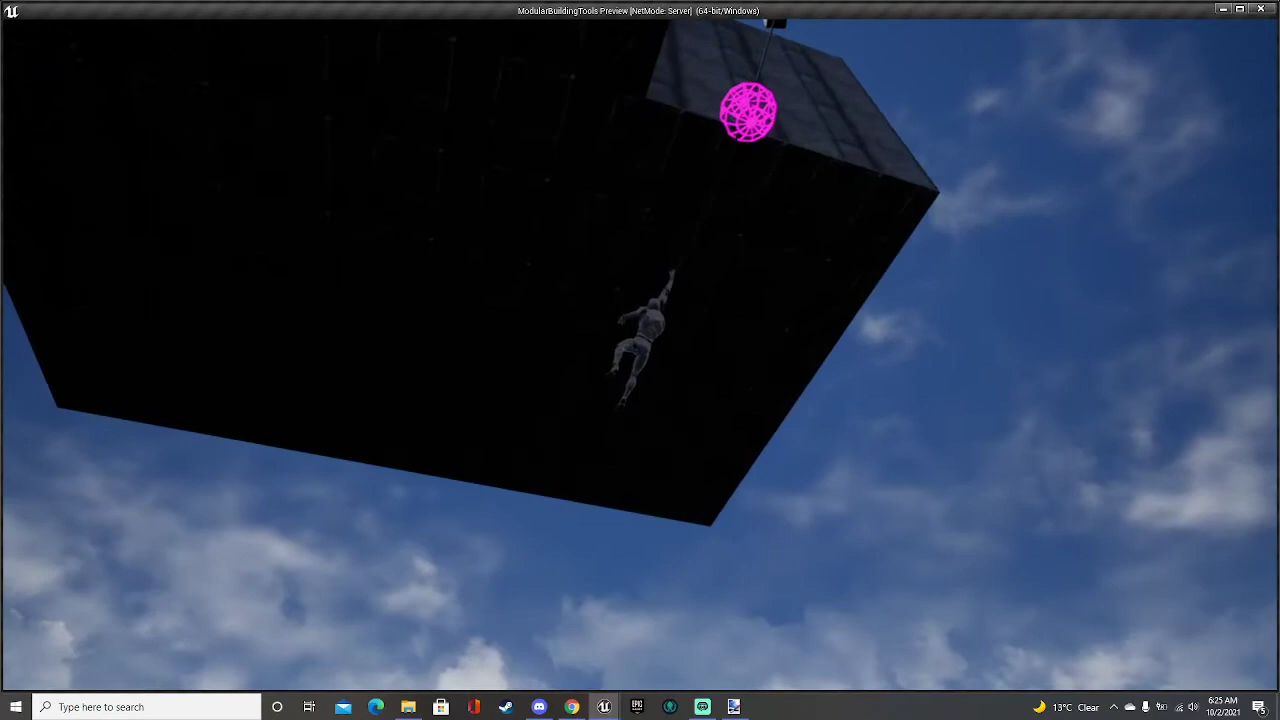 ModularBuildingTools Preview [NetMode: Server] (64-bit/Windows)
Type here to search
EPIC
13°C Clear
6:25 AM
10/2/2021